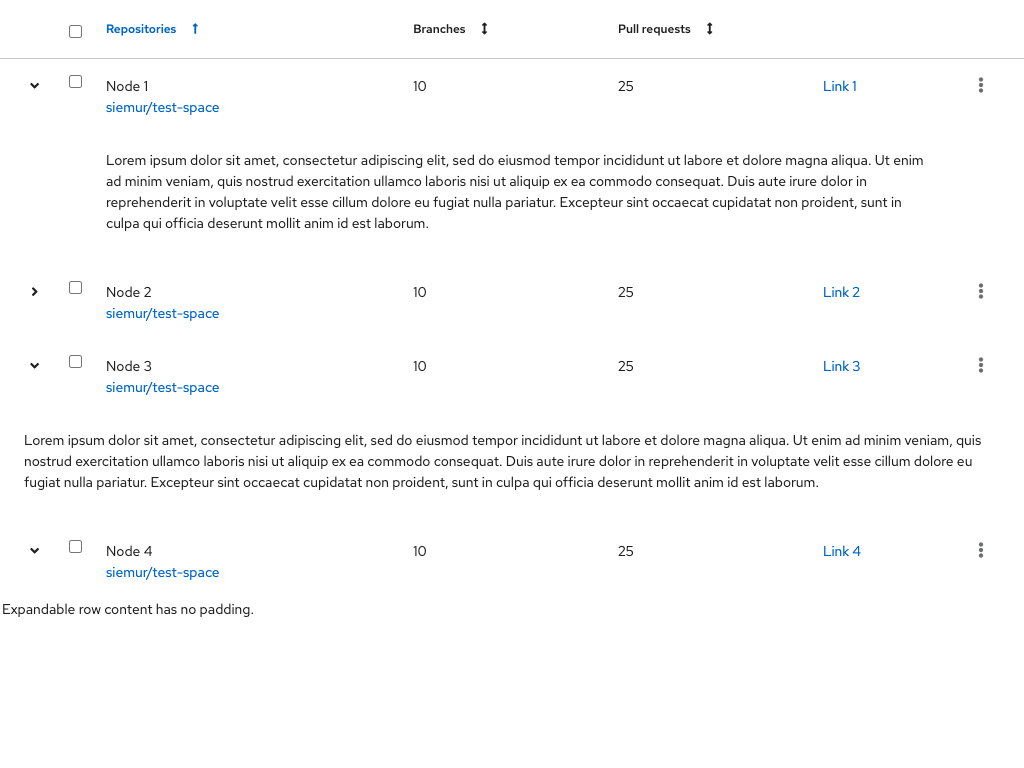 Repositories Branches Pull requests
Node 1 10 25 Link 1
siemur/test-space
Lorem ipsum dolor sit amet, consectetur adipiscing elit, sed do eiusmod tempor incididunt ut labore et dolore magna aliqua. Ut enim
ad minim veniam, quis nostrud exercitation ullamco laboris nisi ut aliquip ex ea commodo consequat. Duis aute irure dolor in
reprehenderit in voluptate velit esse cillum dolore eu fugiat nulla pariatur. Excepteur sint occaecat cupidatat non proident, sunt in
culpa qui officia deserunt mollit anim id est laborum.
Node 2 10 25 Link 2
siemur/test-space
Node 3 10 25 Link 3
siemur/test-space
Lorem ipsum dolor sit amet, consectetur adipiscing elit, sed do eiusmod tempor incididunt ut labore et dolore magna aliqua. Ut enim ad minim veniam, quis
nostrud exercitation ullamco laboris nisi ut aliquip ex ea commodo consequat. Duis aute irure dolor in reprehenderit in voluptate velit esse cillum dolore eu
fugiat nulla pariatur. Excepteur sint occaecat cupidatat non proident, sunt in culpa qui officia deserunt mollit anim id est laborum.
Node 4 10 25 Link 4
siemur/test-space
Expandable row content has no padding.